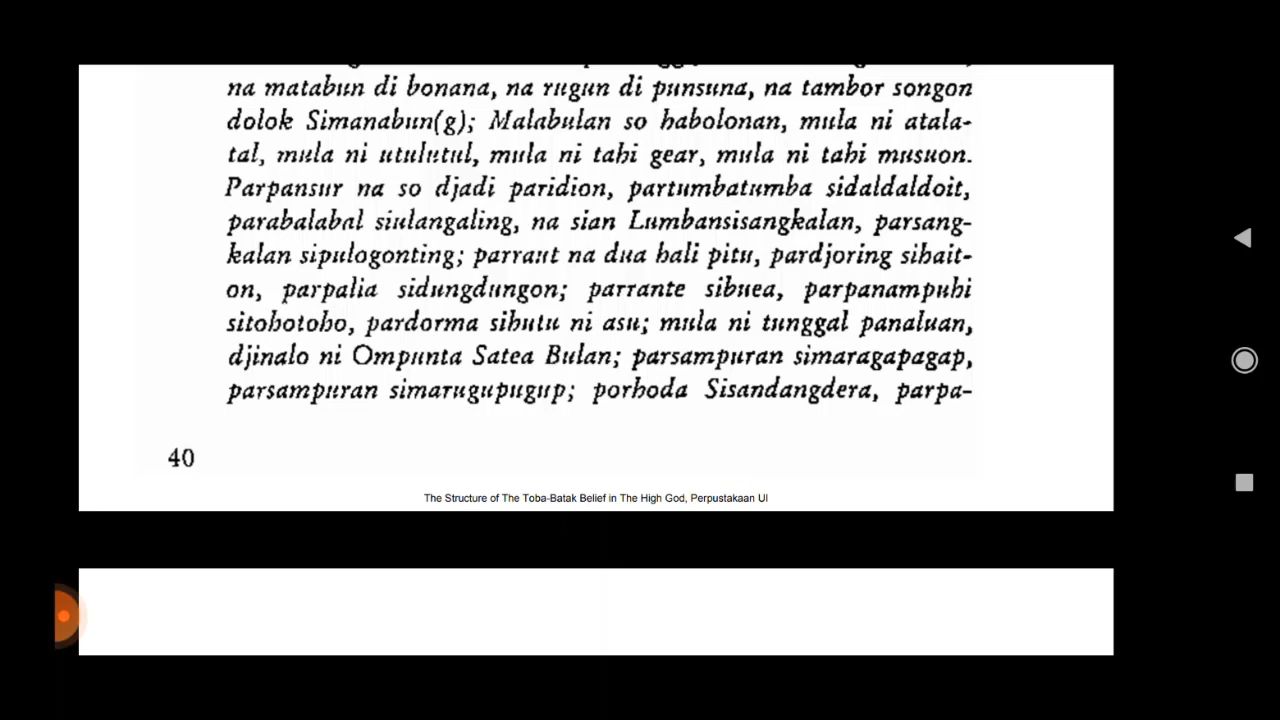 na matabun di bonana, na rugun di punsuna, na tambor songon
dolok Simanabun(g); Malabulan so habolonan, mula ni atala-
tal, mula ni utulutul, mula ni tahi gear, mula ni tahi musuon.
Parpansur na so djadi paridion, partumbatumba sidaldaldoit,
parabalabal siulangaling, na sian Lumbansisangkalan, parsang-
kalan sipulogonting; parraut na dua hali pitu, pardjoring sihait-
on, parpalia sidungdungon; parrante sibuea, parpanampuhi
sitohotoho, pardorma sibutu ni asu; mula ni tunggal panaluan,
djinalo ni Ompunta Satea Bulan; parsampuran simaragapagap,
parsampuran simarugupugup; porhoda Sisandangdera, parpa-
40
The Structure of The Toba-Batak Belief in The High God, Perpustakaan UI